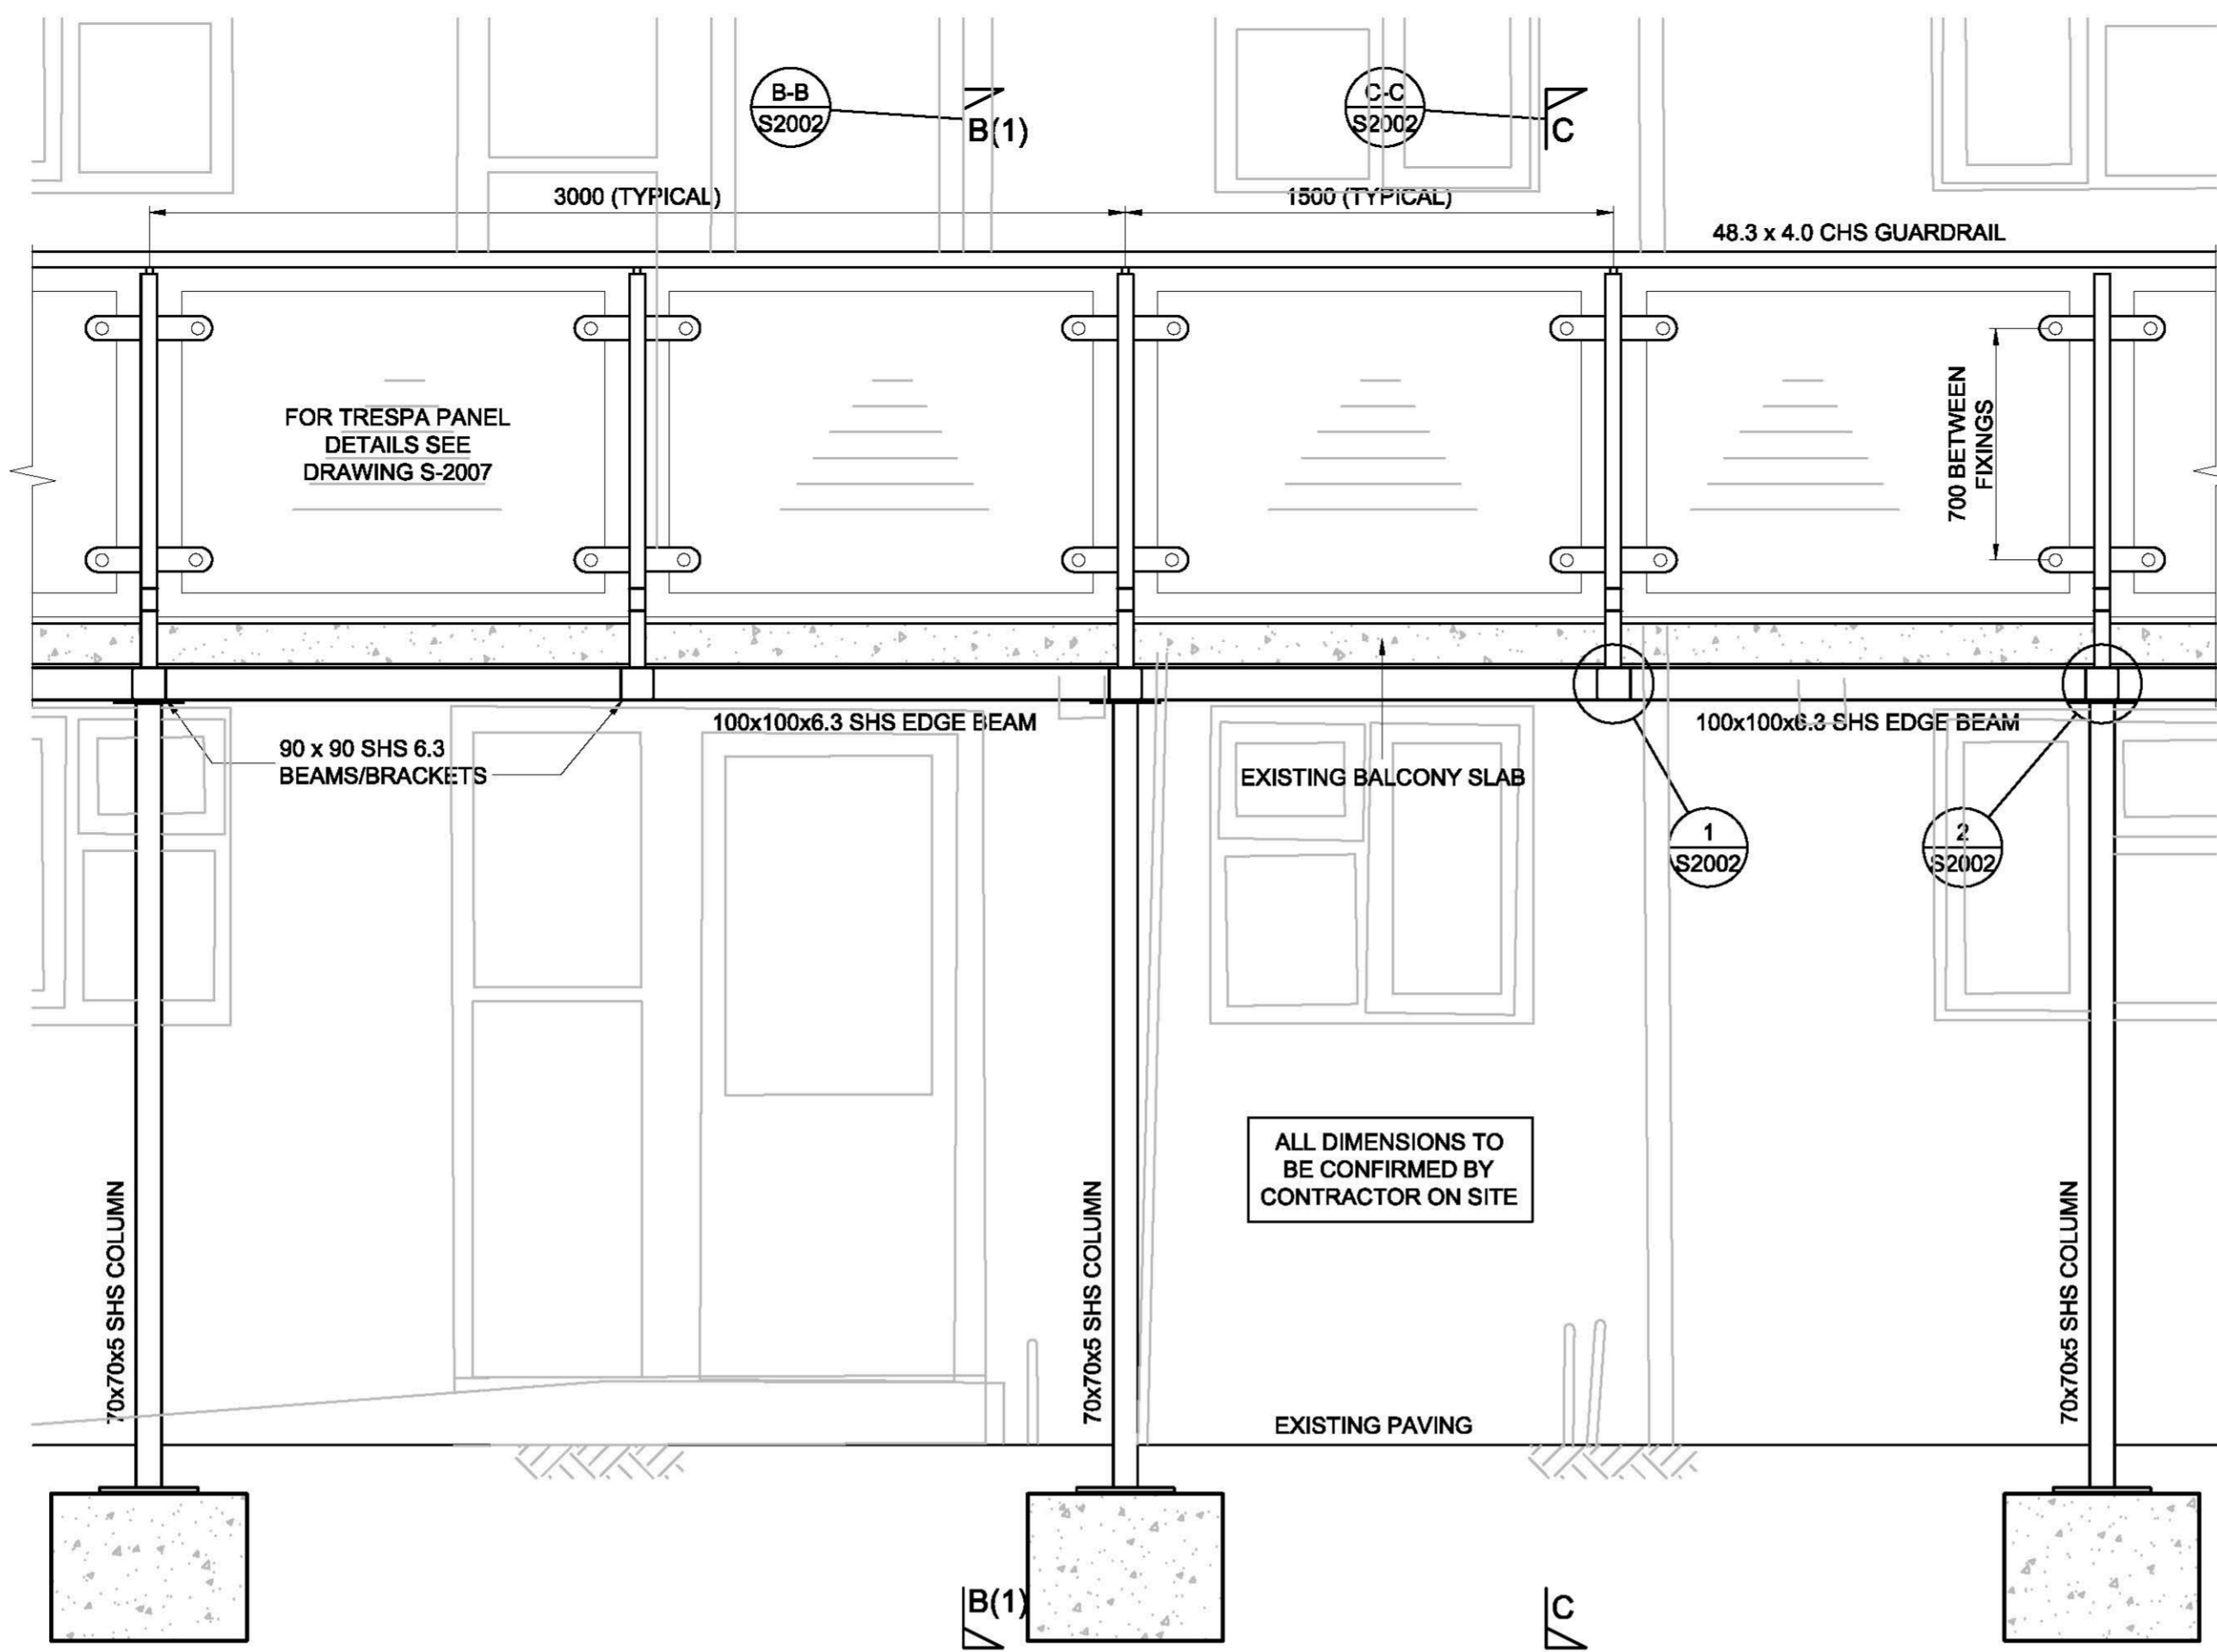 B-B
S2002
B(1)
C-C
S2002
C
3000 (TYPICAL)
1500 (TYPICAL)
48.3 x 4.0 CHS GUARDRAIL
FOR TRESPA PANEL
DETAILS SEE
DRAWING S-2007
700 BETWEEN
FIXINGS
100x100x6.3 SHS EDGE BEAM
100x100x6.3 SHS EDGE BEAM
90 x 90 SHS 6.3
BEAMS/BRACKETS
EXISTING BALCONY SLAB
1
S2002
2
S2002
ALL DIMENSIONS TO
BE CONFIRMED BY
CONTRACTOR ON SITE
70x70x5 SHS COLUMN
70x70x5 SHS COLUMN
70x70x5 SHS COLUMN
EXISTING PAVING
B(1)
C